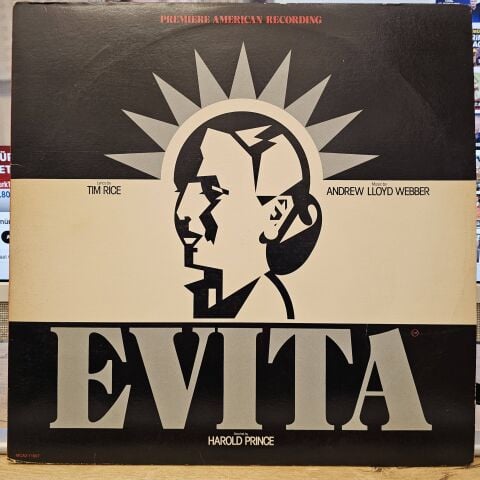 PREMIERE AMERICAN RECORDING
Lyrics by
TIM RICE
Music by
ANDREW LLOYD WEBBER
EVITA
Directed by
HAROLD PRINCE